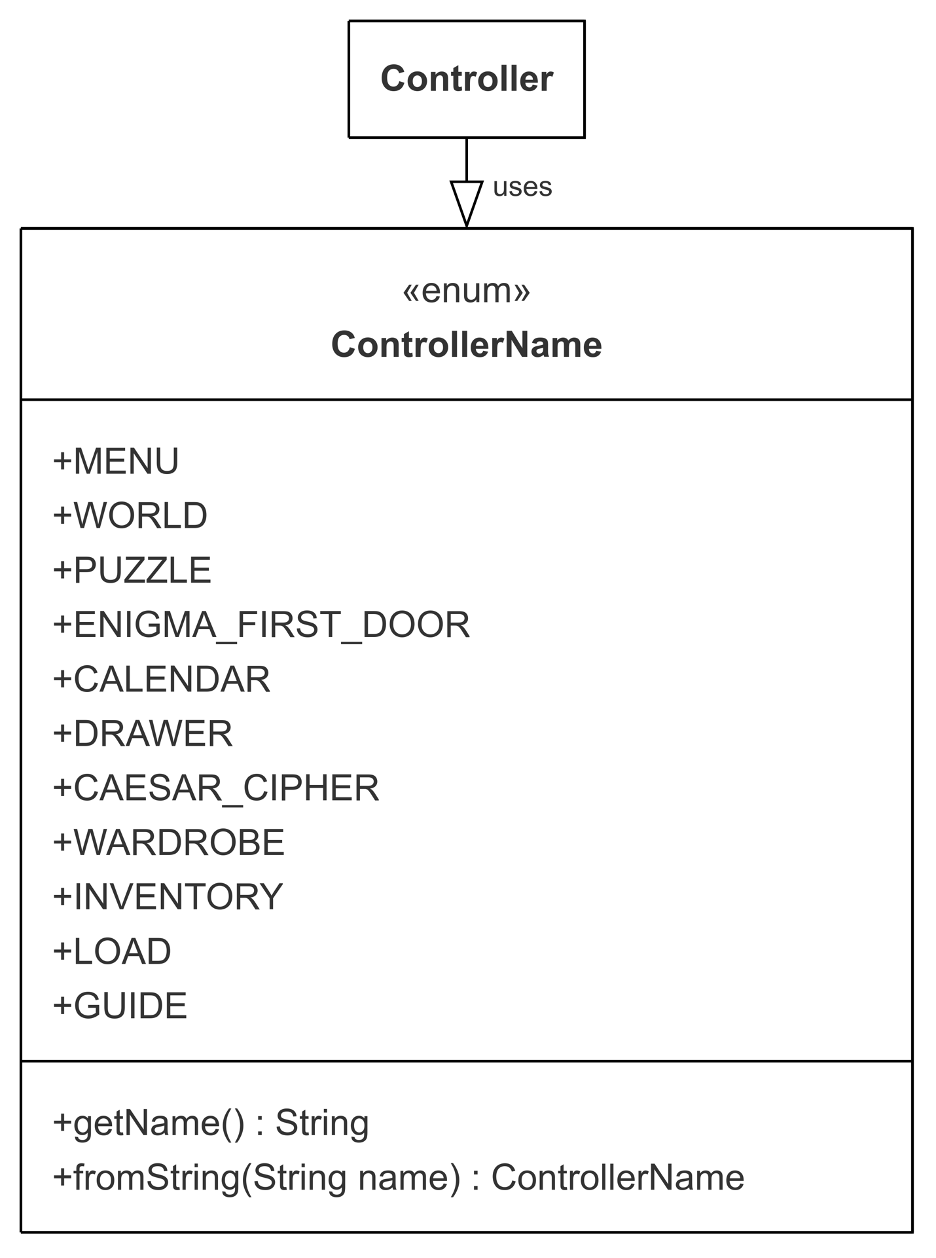 Controller
uses
«enum»
ControllerName
+MENU
+WORLD
+PUZZLE
+ENIGMA_FIRST_DOOR
+CALENDAR
+DRAWER
+CAESAR_CIPHER
+WARDROBE
+INVENTORY
+LOAD
+GUIDE
+getName() : String
+fromString(String name) : ControllerName